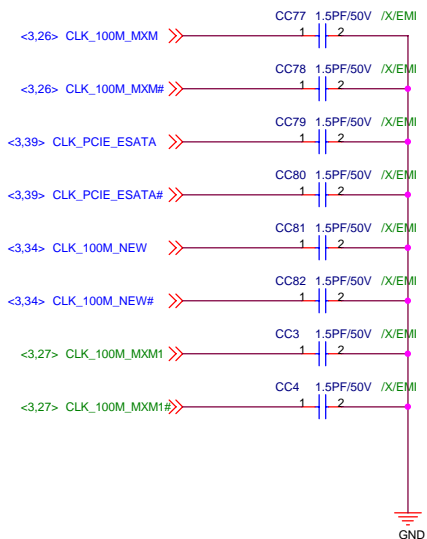 CC77 1.5PF/50V /X/EMI
<3,26> CLK_100M_MXM 1 2
CC78 1.5PF/50V /X/EMI
<3,26> CLK_100M_MXM# 1 2
CC79 1.5PF/50V /X/EMI
<3,39> CLK_PCIE_ESATA 1 2
CC80 1.5PF/50V /X/EMI
<3,39> CLK_PCIE_ESATA# 1 2
CC81 1.5PF/50V /X/EMI
<3,34> CLK_100M_NEW 1 2
CC82 1.5PF/50V /X/EMI
<3,34> CLK_100M_NEW# 1 2
CC3 1.5PF/50V /X/EMI
<3,27> CLK_100M_MXM1 1 2
CC4 1.5PF/50V /X/EMI
<3,27> CLK_100M_MXM1# 1 2
GND